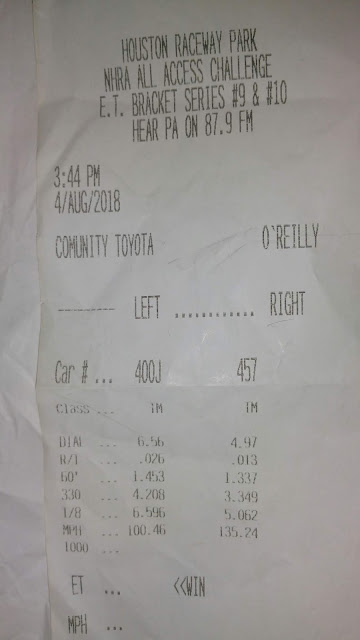 HOUSTON RACEWAY PARK
NHRA ALL ACCESS CHALLENGE
E.T. BRACKET SERIES #9 & #10
HEAR PA ON 87.9 FM
3:44 PM
4/AUG/2018
COMUNITY TOYOTA O`REILLY
-------- LEFT ............ RIGHT
Car # ... 400J 457
Class ... TM TM
DIAL ... 6.56 4.97
R/T ... .026 .013
60' ... 1.453 1.337
330 ... 4.208 3.349
1/8 ... 6.596 5.062
MPH ... 100.46 135.24
1000 ...
ET ... <<WIN
MPH ...